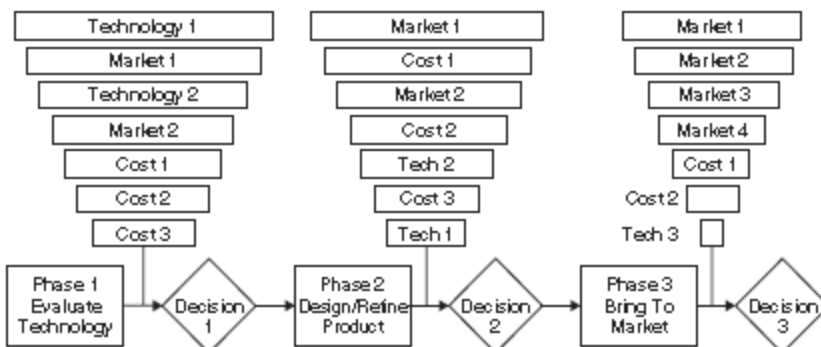 Technology 1
Market 1
Technology 2
Market 2
Cost 1
Cost 2
Cost 3
Phase 1
Evaluate
Technology
Decision
1
Market 1
Cost 1
Market 2
Cost 2
Tech 2
Cost 3
Tech 1
Phase 2
Design/Refine
Product
Decision
2
Market 1
Market 2
Market 3
Market 4
Cost 1
Cost 2
Tech 3
Phase 3
Bring To
Market
Decision
3